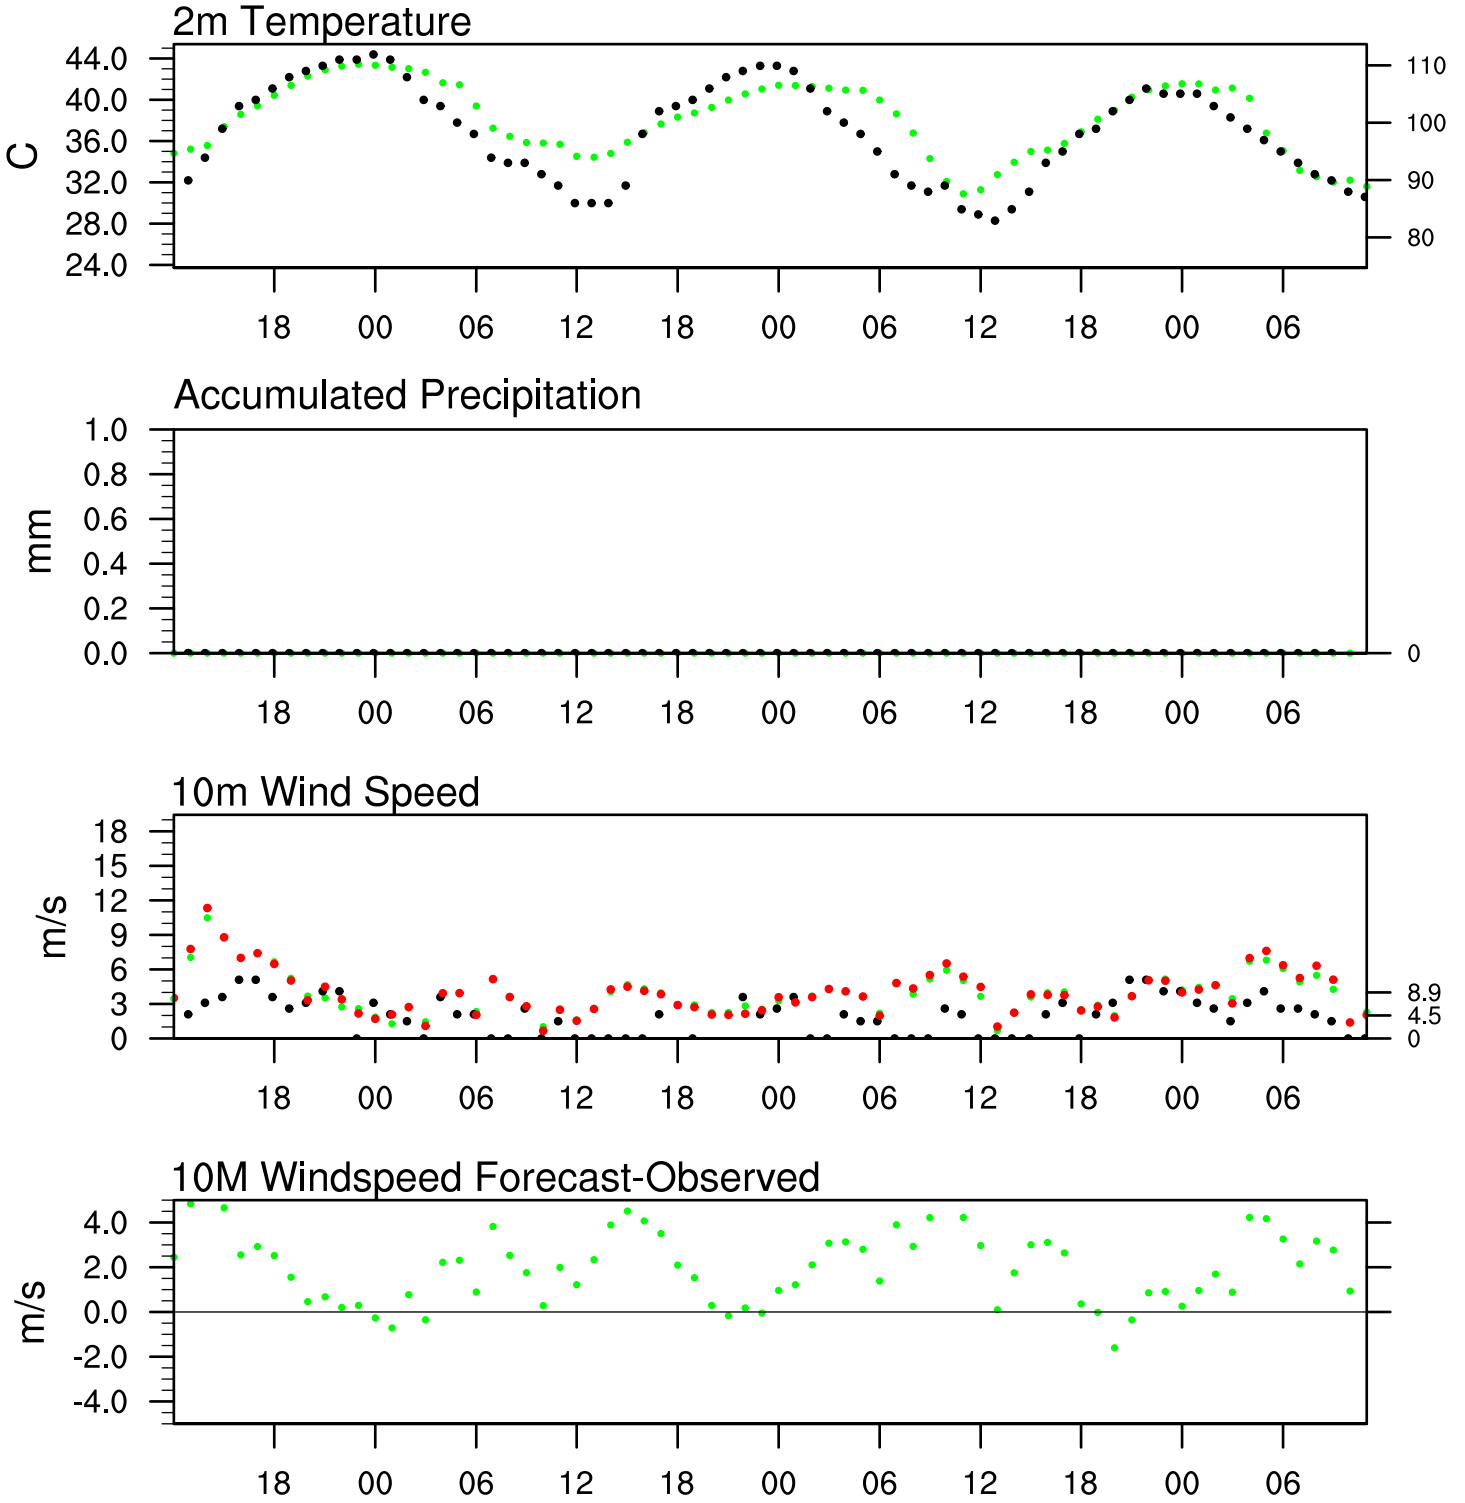 2m Temperature
44.0
40.0
36.0
32.0
28.0
24.0
C
110
100
90
80
18 00 06 12 18 00 06 12 18 00 06
Accumulated Precipitation
1.0
0.8
0.6
0.4
0.2
0.0
mm
0
18 00 06 12 18 00 06 12 18 00 06
10m Wind Speed
18
15
12
9
6
3
0
m/s
8.9
4.5
0
18 00 06 12 18 00 06 12 18 00 06
10M Windspeed Forecast-Observed
4.0
2.0
0.0
-2.0
-4.0
m/s
18 00 06 12 18 00 06 12 18 00 06